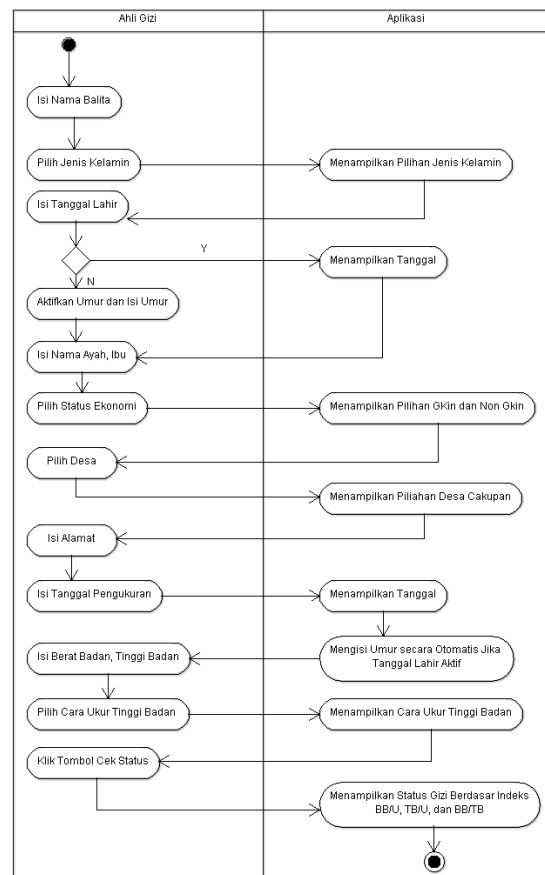 Ahli Gizi
Aplikasi
Isi Nama Balita
Pilih Jenis Kelamin
Menampilkan Pilihan Jenis Kelamin
Isi Tanggal Lahir
Y
Menampilkan Tanggal
N
Aktifkan Umur dan Isi Umur
Isi Nama Ayah, Ibu
Pilih Status Ekonomi
Menampilkan Pilihan GKin dan Non Gkin
Pilih Desa
Menampilkan Piliahan Desa Cakupan
Isi Alamat
Isi Tanggal Pengukuran
Menampilkan Tanggal
Isi Berat Badan, Tinggi Badan
Mengisi Umur secara Otomatis Jika
Tanggal Lahir Aktif
Pilih Cara Ukur Tinggi Badan
Menampilkan Cara Ukur Tinggi Badan
Klik Tombol Cek Status
Menampilkan Status Gizi Berdasar Indeks
BB/U, TB/U, dan BB/TB